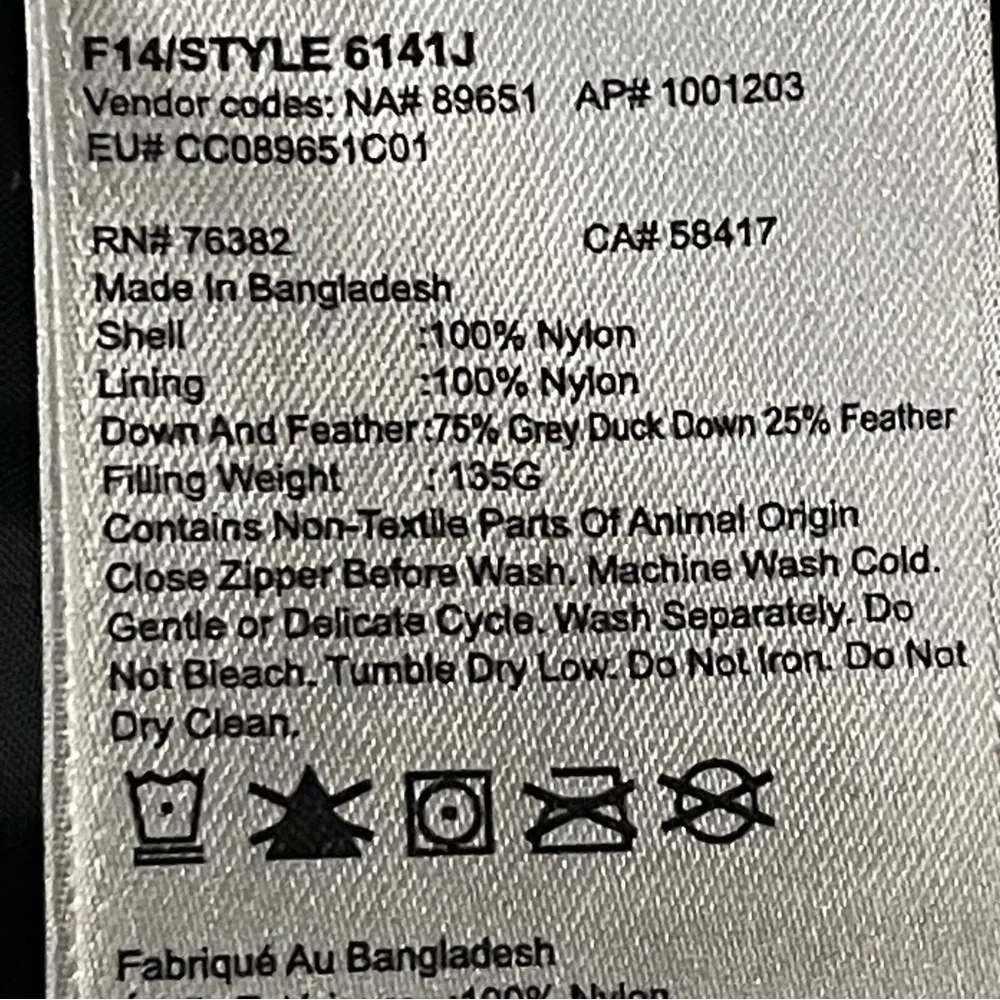 F14/STYLE 6141J
Vendor codes: NA# 89651 AP# 1001203
EU# CC089651C01
RN# 76382 CA# 58417
Made In Bangladesh
Shell :100% Nylon
Lining :100% Nylon
Down And Feather:75% Grey Duck Down 25% Feather
Filling Weight : 135G
Contains Non-Textile Parts Of Animal Origin
Close Zipper Before Wash. Machine Wash Cold.
Gentle or Delicate Cycle. Wash Separately. Do
Not Bleach. Tumble Dry Low. Do Not Iron. Do Not
Dry Clean.
Fabriqué Au Bangladesh
:100% Nylon